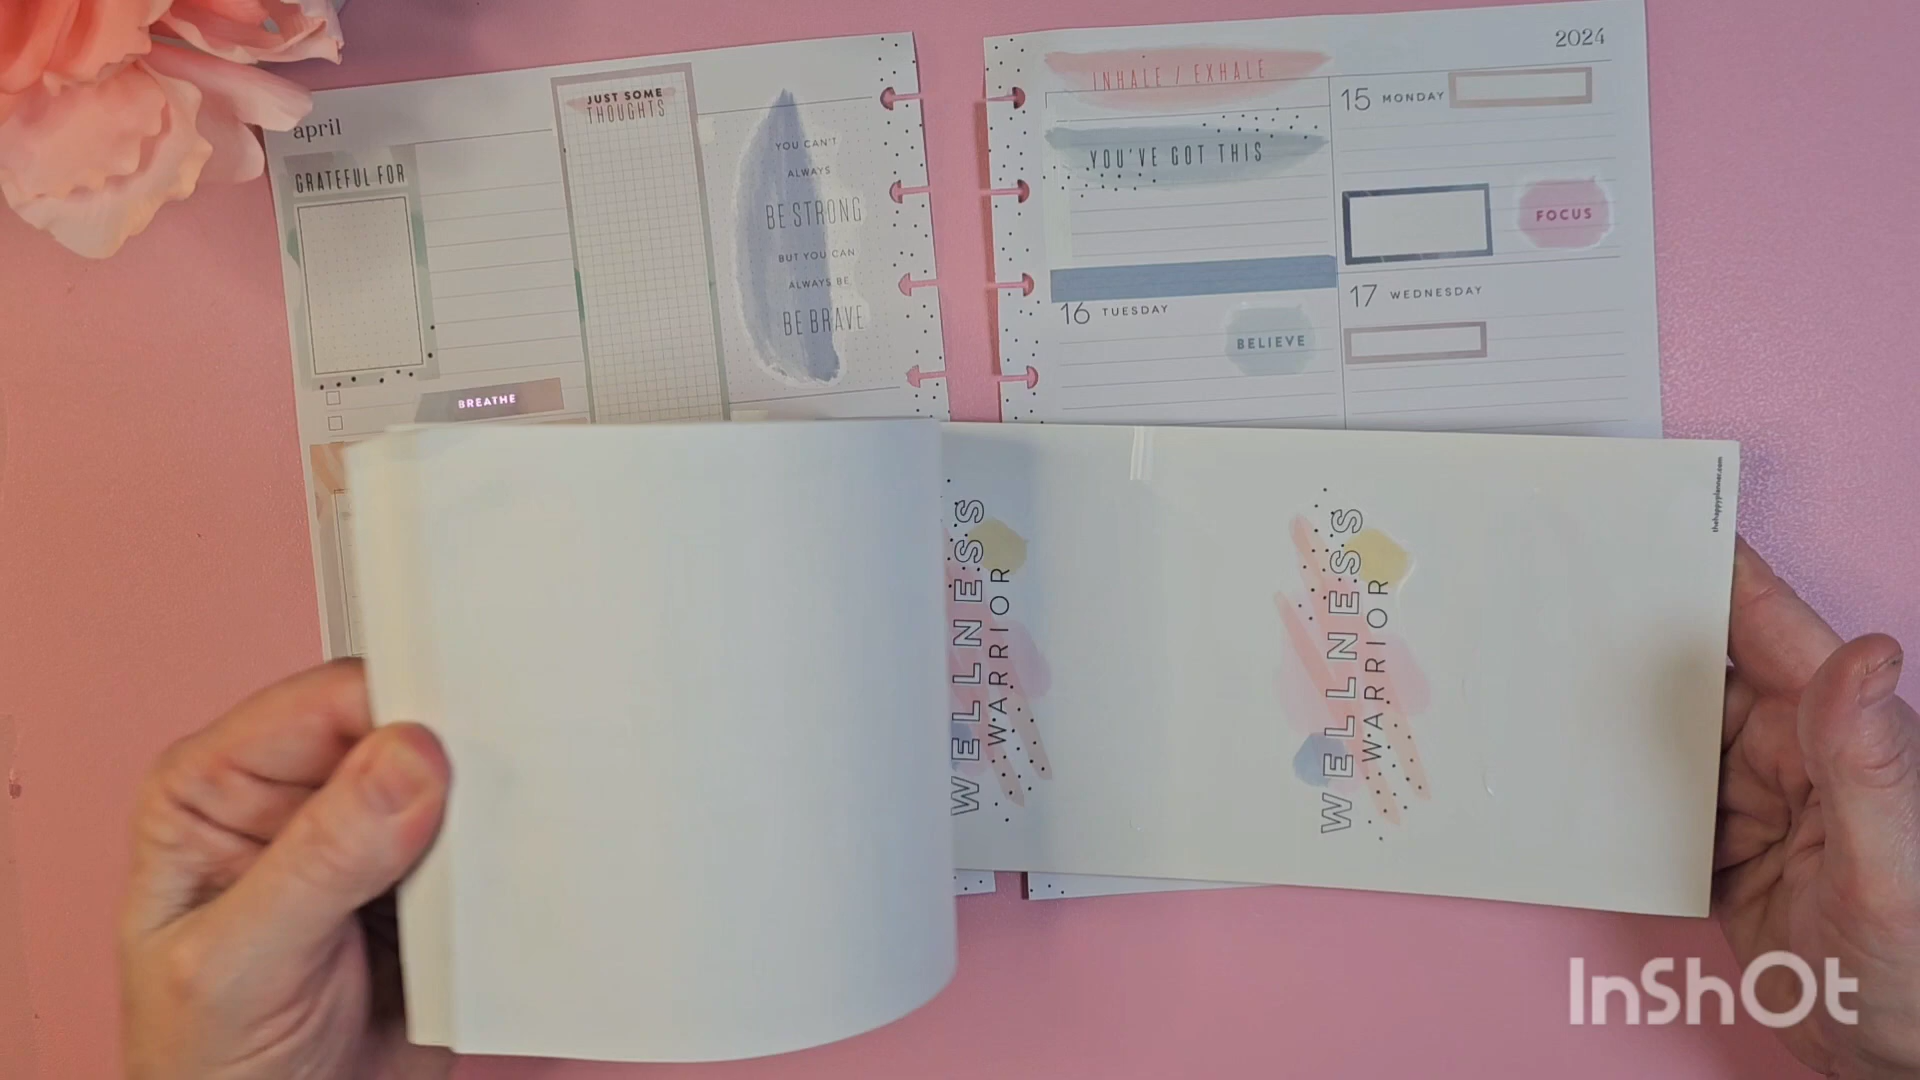 april
GRATEFUL FOR
BREATHE
JUST SOME
THOUGHTS
YOU CAN'T
ALWAYS
BE STRONG
BUT YOU CAN
ALWAYS BE
BE BRAVE
INHALE / EXHALE
YOU'VE GOT THIS
16 TUESDAY
BELIEVE
2024
15 MONDAY
FOCUS
17 WEDNESDAY
WELLNESS
WARRIOR
WELLNESS
WARRIOR
thehappyplanner.com
InShOt